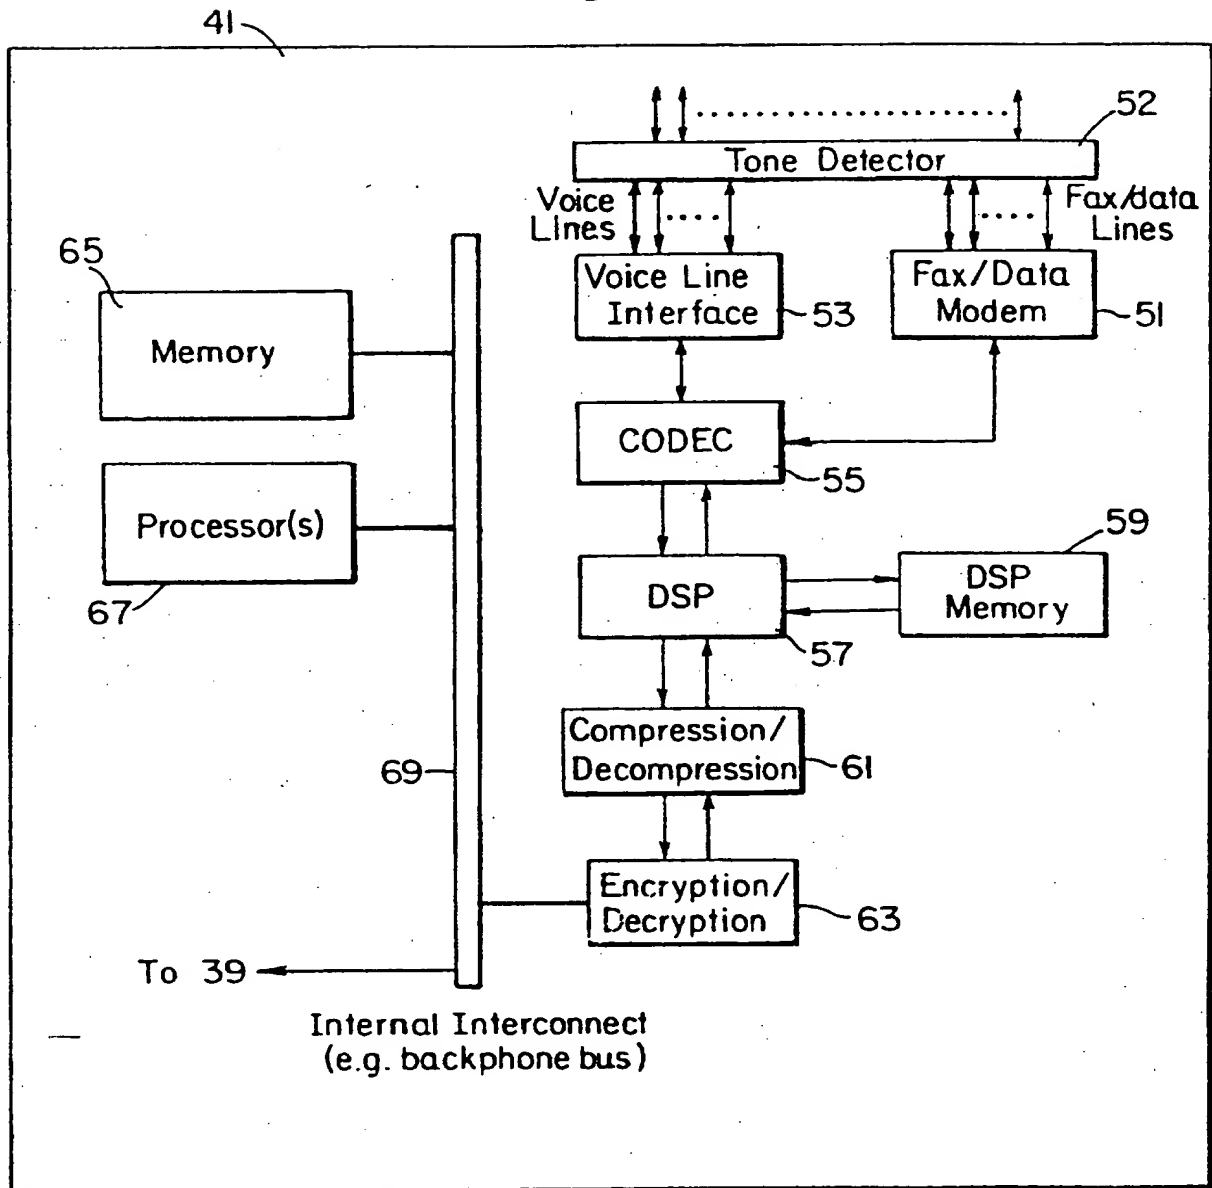 41
52
Tone Detector
Voice
Lines
Fax/data
Lines
65
Memory
Voice Line
Interface
53
Fax/Data
Modem
51
CODEC
55
Processor(s)
67
59
DSP
57
DSP
Memory
69
Compression/
Decompression
61
Encryption/
Decryption
63
To 39
Internal Interconnect
(e.g. backphone bus)